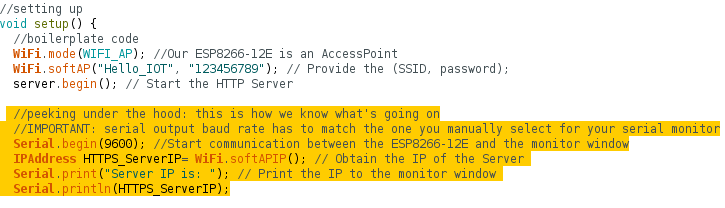 //setting up
void setup() {
//boilerplate code
WiFi.mode(WIFI_AP); //Our ESP8266-12E is an AccessPoint
WiFi.softAP("Hello_IOT", "123456789"); // Provide the (SSID, password);
server.begin(); // Start the HTTP Server
//peeking under the hood: this is how we know what's going on
//IMPORTANT: serial output baud rate has to match the one you manually select for your serial monitor
Serial.begin(9600); //Start communication between the ESP8266-12E and the monitor window
IPAddress HTTPS_ServerIP= WiFi.softAPIP(); // Obtain the IP of the Server
Serial.print("Server IP is: "); // Print the IP to the monitor window
Serial.println(HTTPS_ServerIP);